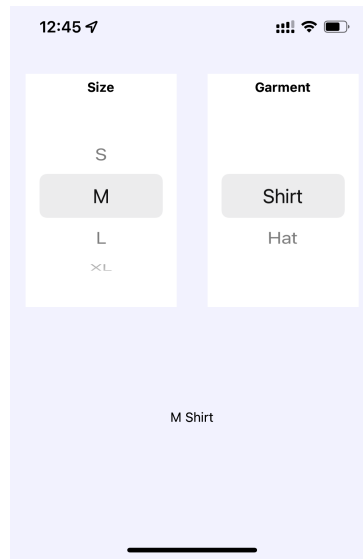 12:45
Size
S
M
L
XL
Garment
Shirt
Hat
M Shirt